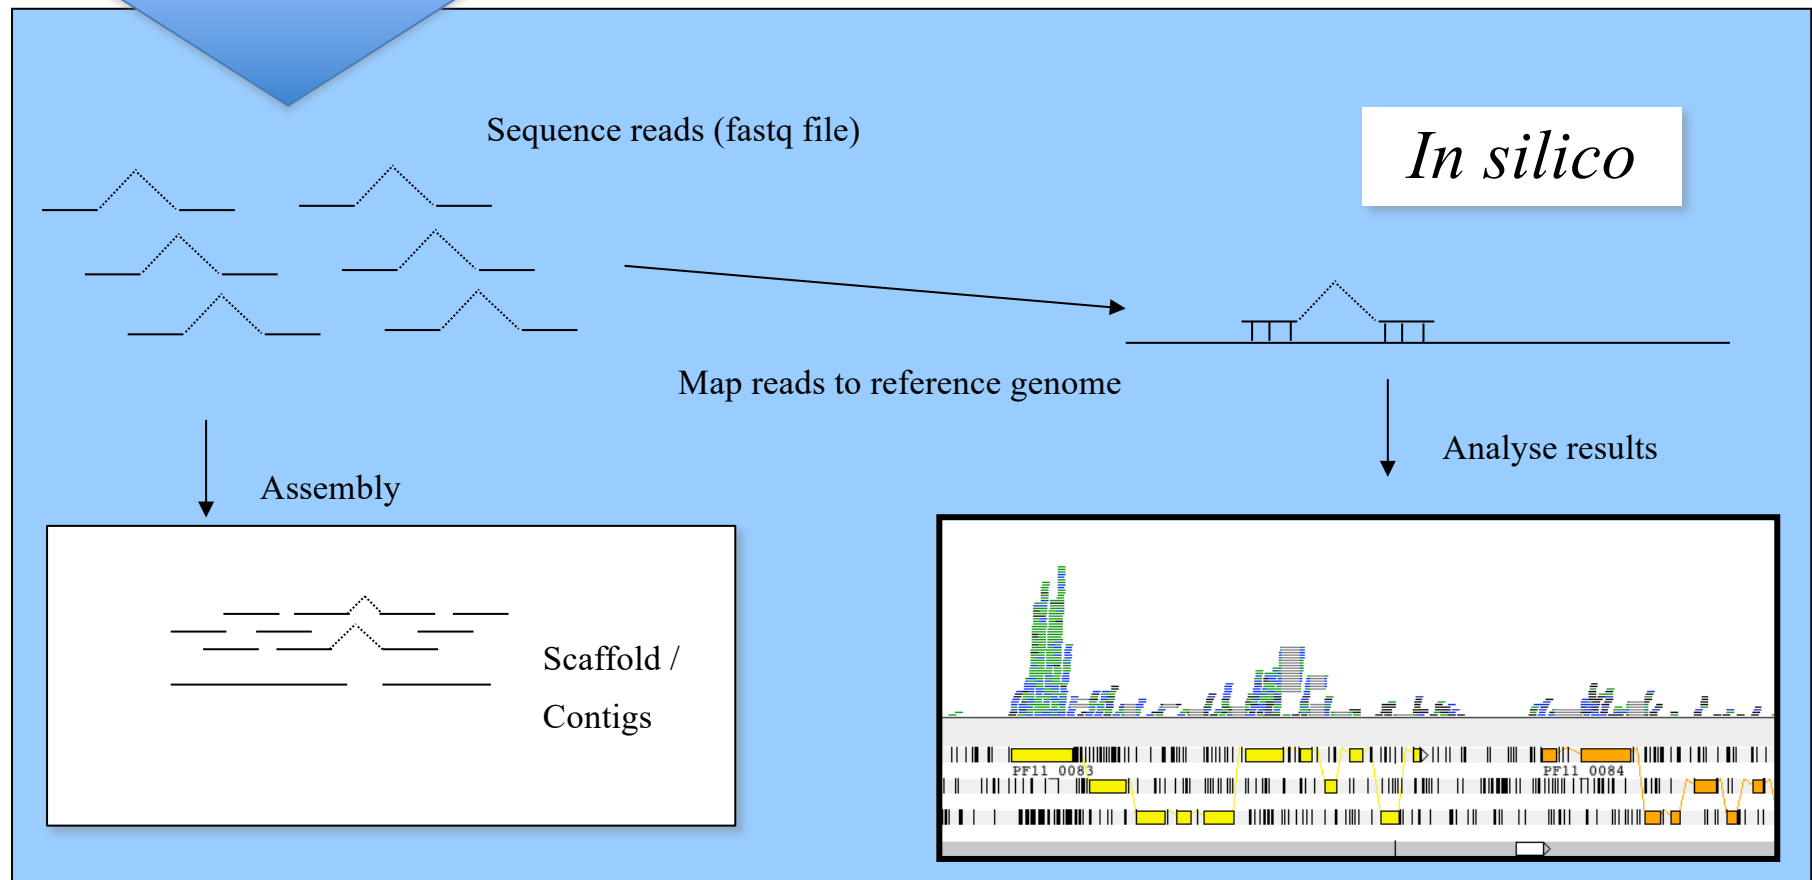 Sequence reads (fastq file)
In silico
Map reads to reference genome
Analyse results
Assembly
Scaffold /
Contigs
PF11_0083
PF11_0084